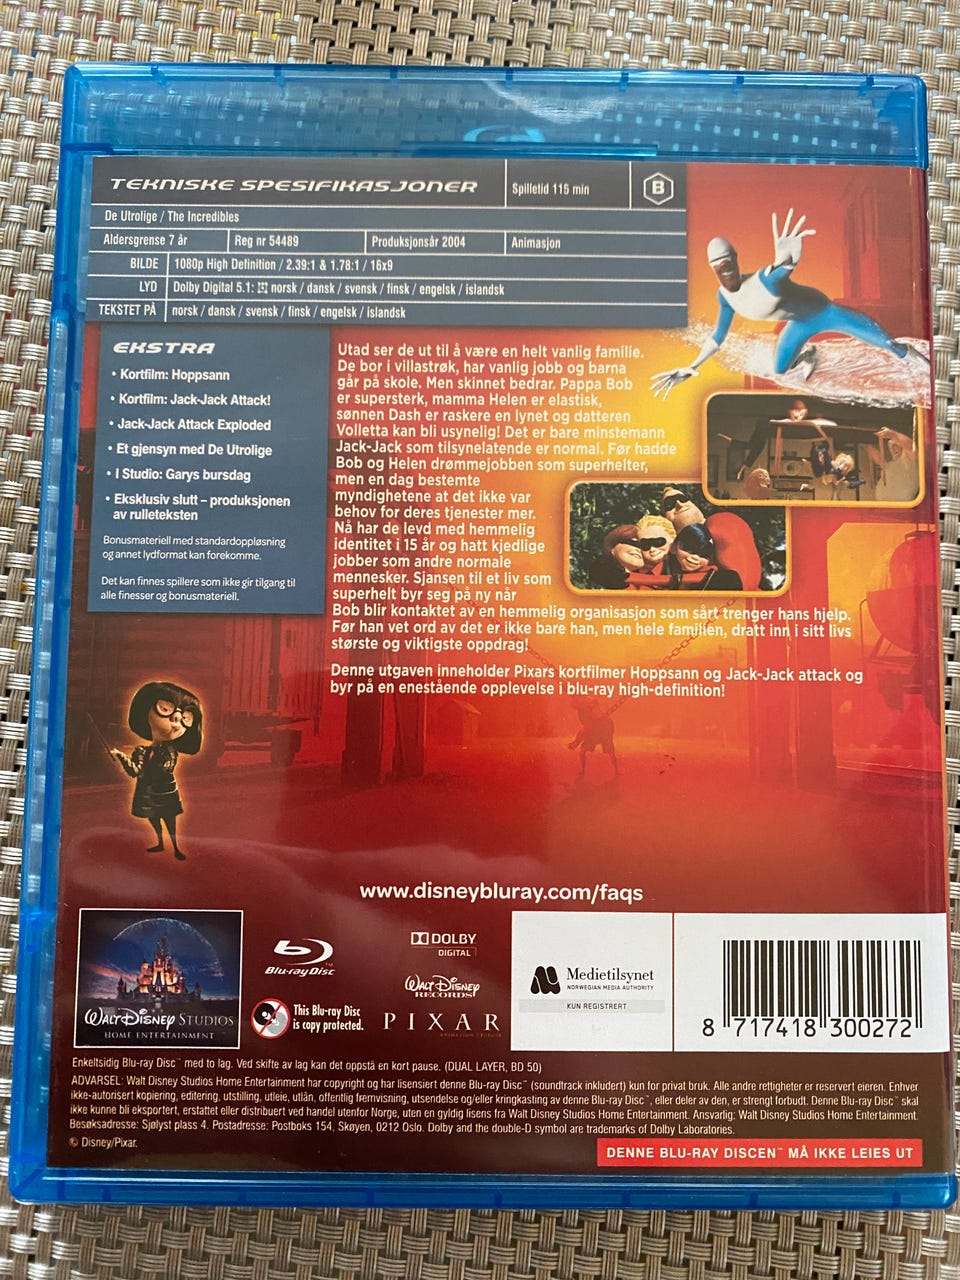 TEKNISKE SPESIFIKASJONER
Spilletid 115 min
B
De Utrolige / The Incredibles
Aldersgrense 7 år
Reg nr 54489
Produksjonsår 2004
Animasjon
BILDE 1080p High Definition / 2.39:1 & 1.78:1 / 16x9
LYD Dolby Digital 5.1: norsk / dansk / svensk / finsk / engelsk / islandsk
TEKSTET PÅ norsk / dansk / svensk / finsk / engelsk / islandsk
EKSTRA
• Kortfilm: Hoppsann
• Kortfilm: Jack-Jack Attack!
• Jack-Jack Attack Exploded
• Et gjensyn med De Utrolige
• I Studio: Garys bursdag
• Eksklusiv slutt – produksjonen
av rulleteksten
Bonusmateriell med standardoppløsning
og annet lydformat kan forekomme.
Det kan finnes spillere som ikke gir tilgang til
alle finesser og bonusmateriell.
Utad ser de ut til å være en helt vanlig familie.
De bor i villastrøk, har vanlig jobb og barna
går på skole. Men skinnet bedrar. Pappa Bob
er supersterk, mamma Helen er elastisk,
sønnen Dash er raskere en lynet og datteren
Volletta kan bli usynelig! Det er bare minstemann
Jack-Jack som tilsynelatende er normal. Før hadde
Bob og Helen drømmejobben som superhelter,
men en dag bestemte
myndighetene at det ikke var
behov for deres tjenester mer.
Nå har de levd med hemmelig
identitet i 15 år og hatt kjedlige
jobber som andre normale
mennesker. Sjansen til et liv som
superhelt byr seg på ny når
Bob blir kontaktet av en hemmelig organisasjon som sårt trenger hans hjelp.
Før han vet ord av det er ikke bare han, men hele familien, dratt inn i sitt livs
største og viktigste oppdrag!
Denne utgaven inneholder Pixars kortfilmer Hoppsann og Jack-Jack attack og
byr på en enestående opplevelse i blu-ray high-definition!
www.disneybluray.com/faqs
WALT DISNEY STUDIOS
HOME ENTERTAINMENT
Blu-ray Disc™
This Blu-ray Disc
is copy protected.
DOLBY
DIGITAL
WALT DISNEY
RECORDS
PIXAR
ANIMATION STUDIOS
Medietilsynet
NORWEGIAN MEDIA AUTHORITY
KUN REGISTRERT
8 717418 300272
Enkeltsidig Blu-ray Disc™ med to lag. Ved skifte av lag kan det oppstå en kort pause. (DUAL LAYER, BD 50)
ADVARSEL: Walt Disney Studios Home Entertainment har copyright og har lisensiert denne Blu-ray Disc™ (soundtrack inkludert) kun for privat bruk. Alle andre rettigheter er reservert eieren. Enhver
ikke-autorisert kopiering, editering, utstilling, utleie, utlån, offentlig fremvisning, utsendelse og/eller kringkasting av denne Blu-ray Disc™, eller deler av den, er strengt forbudt. Denne Blu-ray Disc™ skal
ikke kunne bli eksportert, erstattet eller distribuert ved handel utenfor Norge, uten en gyldig lisens fra Walt Disney Studios Home Entertainment. Ansvarlig: Walt Disney Studios Home Entertainment.
Besøksadresse: Sjølyst plass 4. Postadresse: Postboks 154, Skøyen, 0212 Oslo. Dolby and the double-D symbol are trademarks of Dolby Laboratories.
© Disney/Pixar.
DENNE BLU-RAY DISCEN™ MÅ IKKE LEIES UT